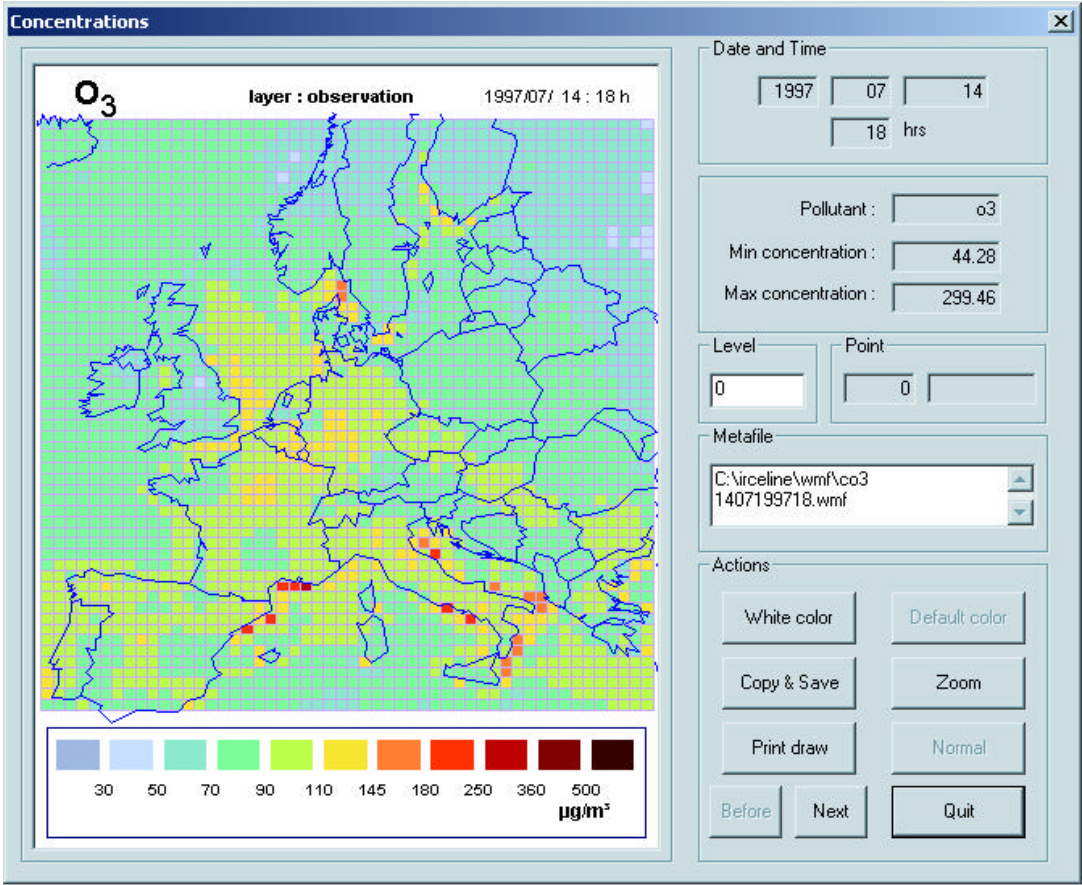 Concentrations
O3
layer : observation
1997/07/ 14 : 18 h
30 50 70 90 110 145 180 250 360 500
µg/m³
Date and Time
1997 07 14
18 hrs
Pollutant : o3
Min concentration : 44.28
Max concentration : 299.46
Level
0
Point
0
Metafile
C:\irceline\wmf\co3
1407199718.wmf
Actions
White color
Default color
Copy & Save
Zoom
Print draw
Normal
Before
Next
Quit